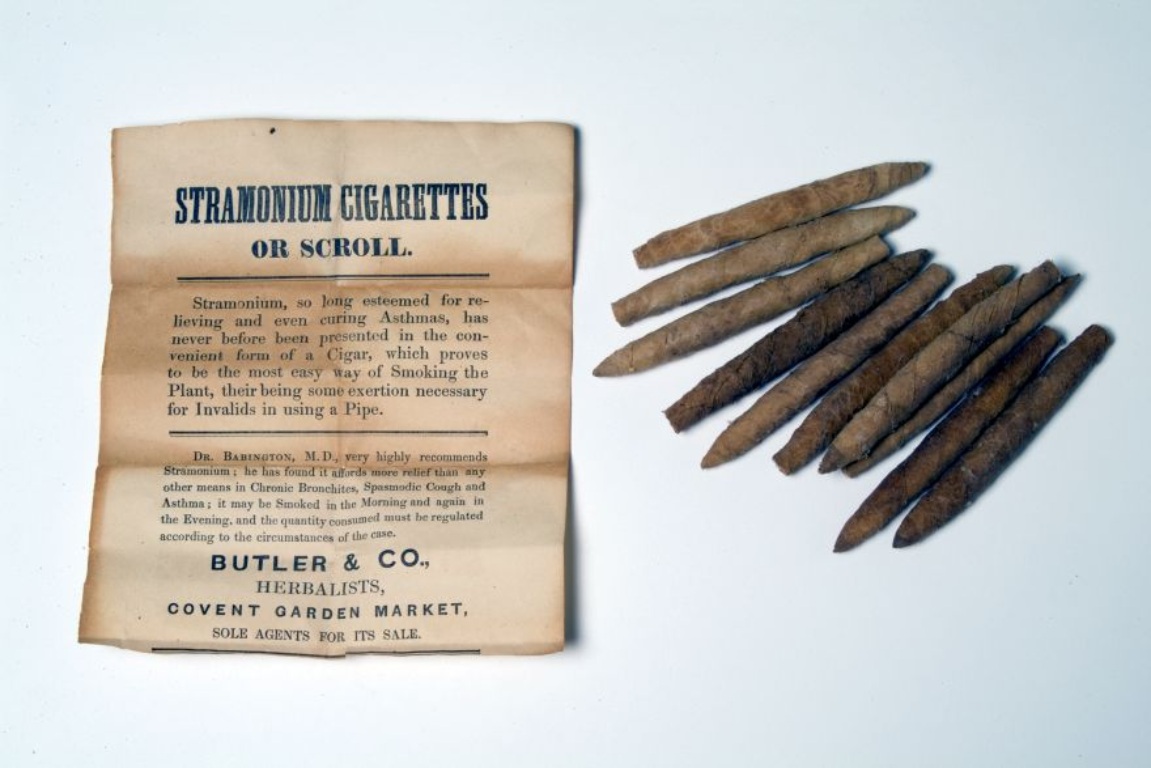 STRAMONIUM CIGARETTES
OR SCROLL.
Stramonium, so long esteemed for re-
lieving and even curing Asthmas, has
never before been presented in the con-
venient form of a Cigar, which proves
to be the most easy way of Smoking the
Plant, their being some exertion necessary
for Invalids in using a Pipe.
DR. BABINGTON, M.D., very highly recommends
Stramonium; he has found it affords more relief than any
other means in Chronic Bronchites, Spasmodic Cough and
Asthma; it may be Smoked in the Morning and again in
the Evening, and the quantity consumed must be regulated
according to the circumstances of the case.
BUTLER & CO.,
HERBALISTS,
COVENT GARDEN MARKET,
SOLE AGENTS FOR ITS SALE.